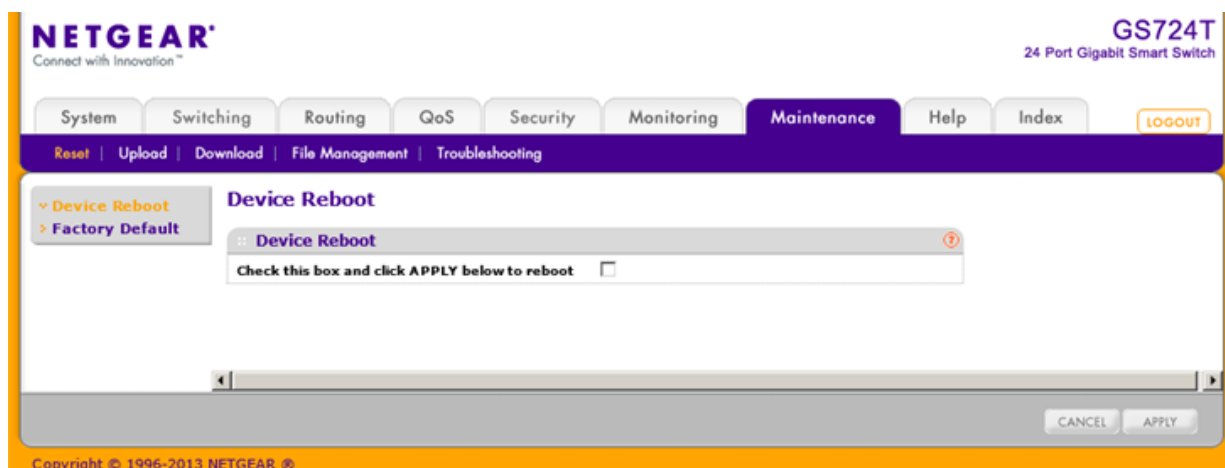 NETGEAR®
Connect with Innovation™
GS724T
24 Port Gigabit Smart Switch
System Switching Routing QoS Security Monitoring Maintenance Help Index LOGOUT
Reset | Upload | Download | File Management | Troubleshooting
Device Reboot
Factory Default
Device Reboot
Device Reboot ?
Check this box and click APPLY below to reboot
CANCEL APPLY
Copyright © 1996-2013 NETGEAR ®